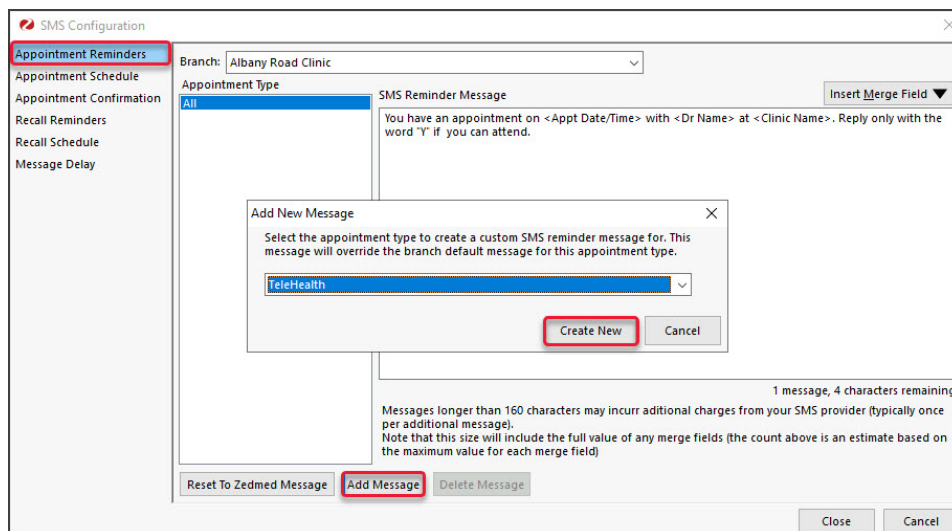 SMS Configuration
Appointment Reminders
Appointment Schedule
Appointment Confirmation
Recall Reminders
Recall Schedule
Message Delay
Branch: Albany Road Clinic
Appointment Type
All
SMS Reminder Message
Insert Merge Field
You have an appointment on <Appt Date/Time> with <Dr Name> at <Clinic Name>. Reply only with the
word "Y" if you can attend.
Add New Message
Select the appointment type to create a custom SMS reminder message for. This
message will override the branch default message for this appointment type.
TeleHealth
Create New
Cancel
1 message, 4 characters remaining
Messages longer than 160 characters may incurr aditional charges from your SMS provider (typically once
per additional message).
Note that this size will include the full value of any merge fields (the count above is an estimate based on
the maximum value for each merge field)
Reset To Zedmed Message
Add Message
Delete Message
Close
Cancel